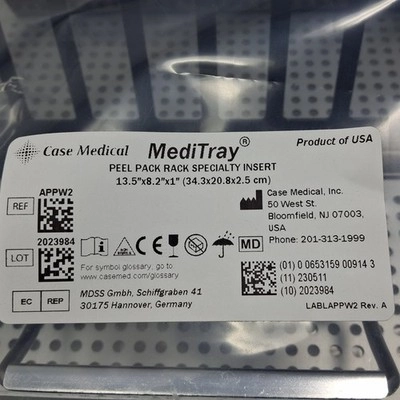 Case Medical MediTray® Product of USA
PEEL PACK RACK SPECIALTY INSERT
13.5"x8.2"x1" (34.3x20.8x2.5 cm)
REF APPW2
LOT 2023984
For symbol glossary, go to
www.casemed.com/glossary
Case Medical, Inc.
50 West St.
Bloomfield, NJ 07003,
USA
Phone: 201-313-1999
CE MD
EC REP
MDSS Gmbh, Schiffgraben 41
30175 Hannover, Germany
(01) 0 0653159 00914 3
(11) 230511
(10) 2023984
LABLAPPW2 Rev. A